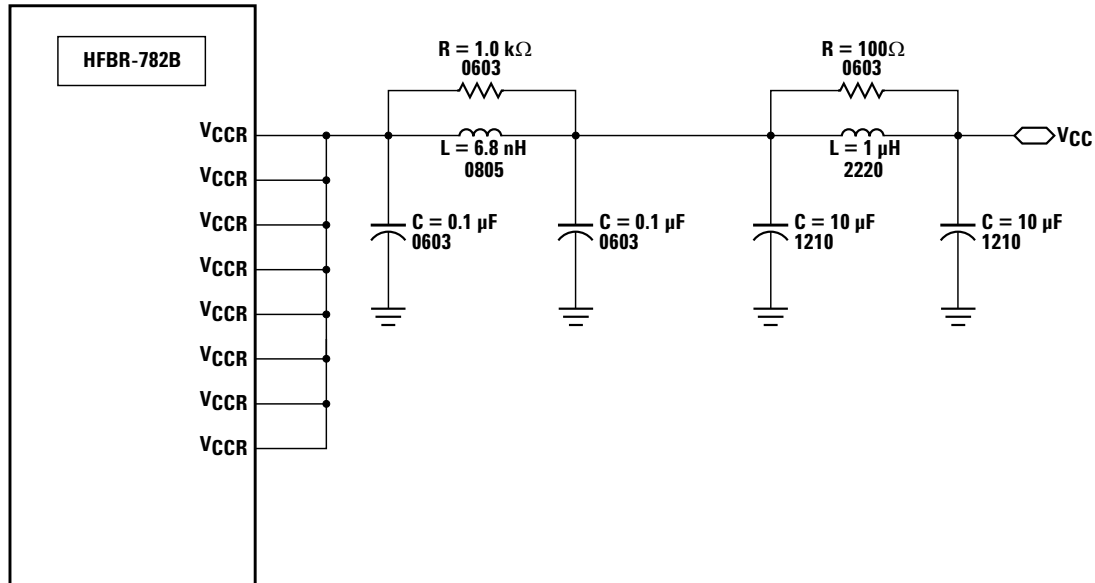 HFBR-782B
R = 1.0 kΩ
0603
R = 100Ω
0603
VCCR
L = 6.8 nH
0805
L = 1 µH
2220
VCC
VCCR
VCCR
C = 0.1 µF
0603
C = 0.1 µF
0603
C = 10 µF
1210
C = 10 µF
1210
VCCR
VCCR
VCCR
VCCR
VCCR